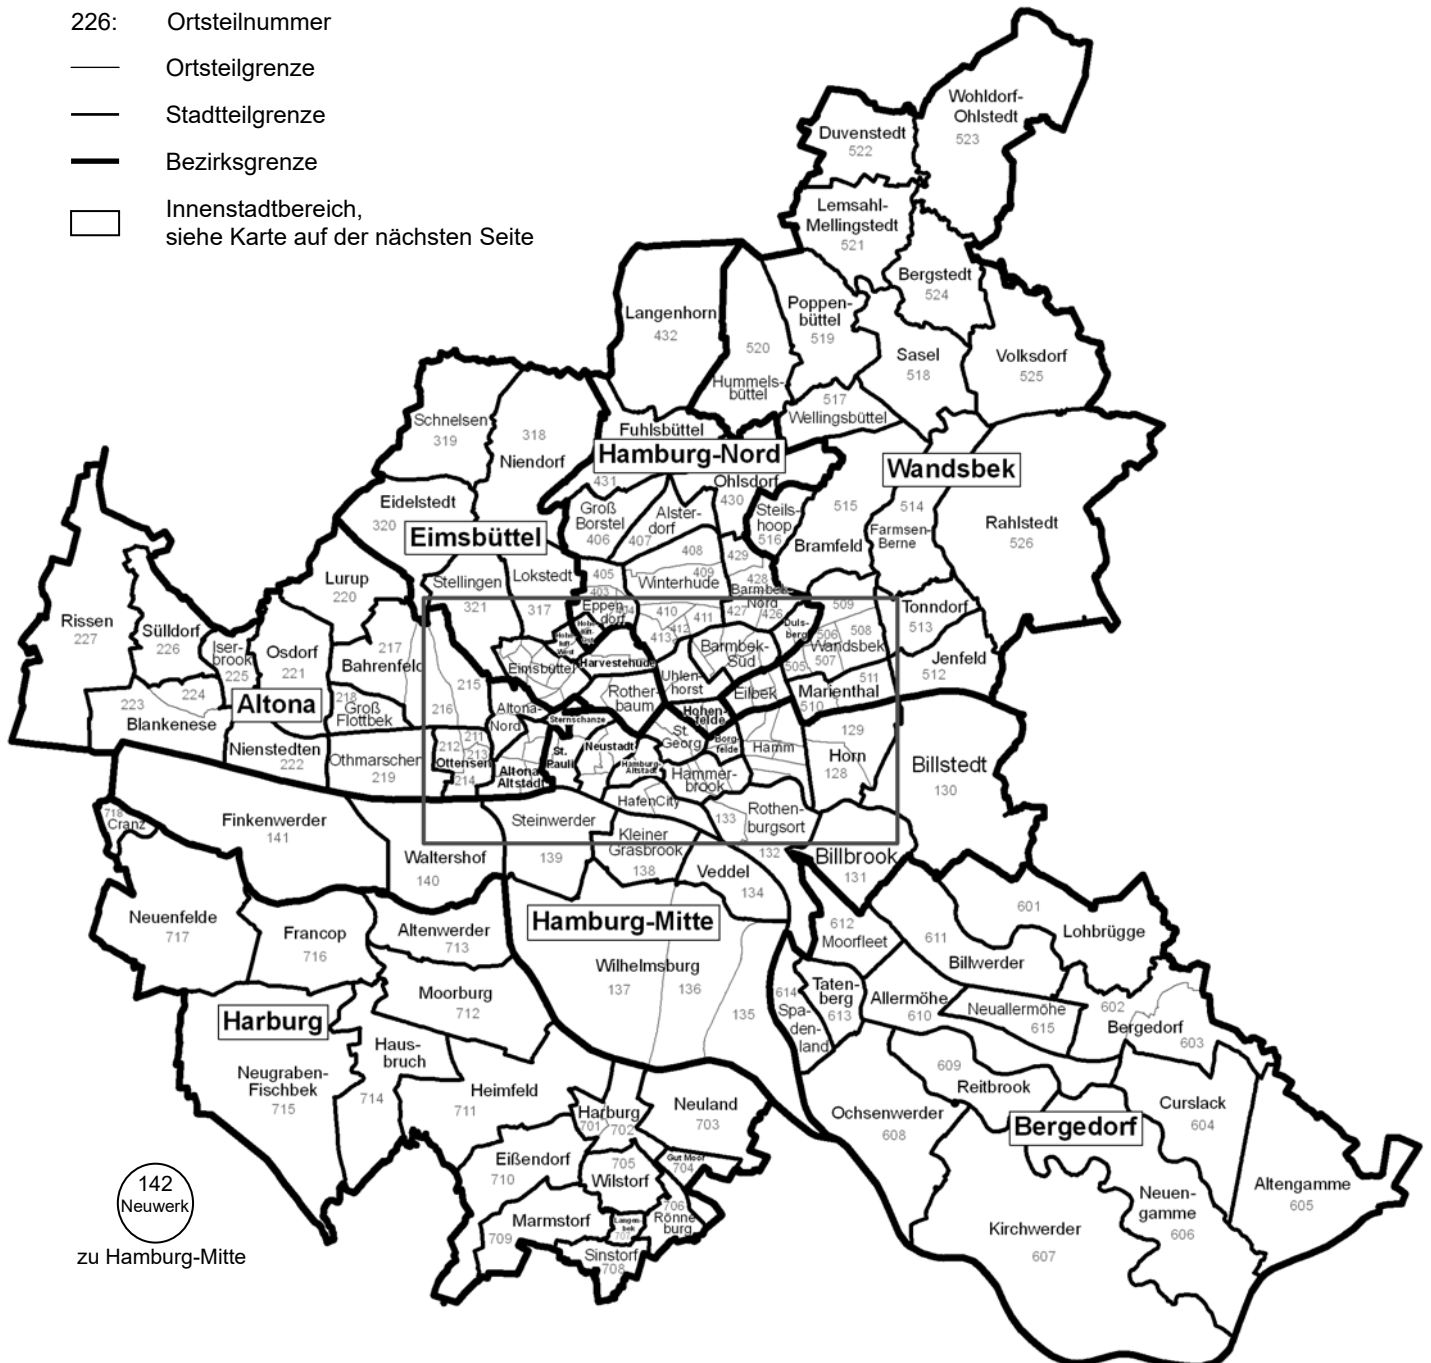 226: Ortsteilnummer
Ortsteilgrenze
Stadtteilgrenze
Bezirksgrenze
Innenstadtbereich,
siehe Karte auf der nächsten Seite
Wohldorf-
Ohlstedt
523
Duvenstedt
522
Lemsahl-
Mellingstedt
521
Bergstedt
524
Langenhorn
432
Poppen-
büttel
519
520
Hummels-
büttel
Sasel
518
Volksdorf
525
517
Wellingsbüttel
Schnelsen
319
318
Niendorf
Fuhlsbüttel
Hamburg-Nord
431
Ohlsdorf
430
Wandsbek
Eidelstedt
320
Eimsbüttel
Groß
Borstel
406
Alster-
dorf
407
Steils-
hoop
516
515
Bramfeld
514
Farmsen-
Berne
Rahlstedt
526
408
429
409
Winterhude
428
Barmbek-
Nord
427
426
405
403
404
Eppen-
dorf
410
411
412
413
Lurup
220
Stellingen
321
Lokstedt
317
Duls-
berg
509
506
508
Wandsbek
507
505
511
Tonndorf
513
Jenfeld
512
Rissen
227
Sülldorf
226
Iser-
brook
225
Osdorf
221
217
Bahrenfeld
218
Groß
Flottbek
215
216
Eimsbüttel
Hohe-
luft-
West
Harvestehude
Barmbek-
Süd
Uhlen-
horst
Eilbek
Marienthal
510
223
224
Blankenese
Altona
Nienstedten
222
Othmarschen
219
211
212
213
Ottensen
214
Altona-
Nord
Altona-
Altstadt
Sternschanze
Rother-
baum
St.
Pauli
Neustadt
Hamburg-
Altstadt
Hohen-
felde
St.
Georg
Borg-
felde
Hamm
Hammer-
brook
129
Horn
128
Billstedt
130
718
Cranz
Finkenwerder
141
Waltershof
140
Steinwerder
139
HafenCity
Kleiner
Grasbrook
138
133
Rothen-
burgsort
132
Veddel
134
Billbrook
131
Neuenfelde
717
Francop
716
Altenwerder
713
Hamburg-Mitte
Wilhelmsburg
137
136
135
612
Moorfleet
611
Billwerder
601
Lohbrügge
Harburg
Moorburg
712
614
Spa-
den-
land
Taten-
berg
613
Allermöhe
610
Neuallermöhe
615
602
Bergedorf
603
Neugraben-
Fischbek
715
Haus-
bruch
714
Heimfeld
711
Harburg
701
702
Neuland
703
609
Reitbrook
Ochsenwerder
608
Bergedorf
Curslack
604
Eißendorf
710
705
Wilstorf
Gut Moor
704
706
Rönne-
burg
Marmstorf
709
Langen-
bek
707
Sinstorf
708
Kirchwerder
607
Neuen-
gamme
606
Altengamme
605
142
Neuwerk
zu Hamburg-Mitte